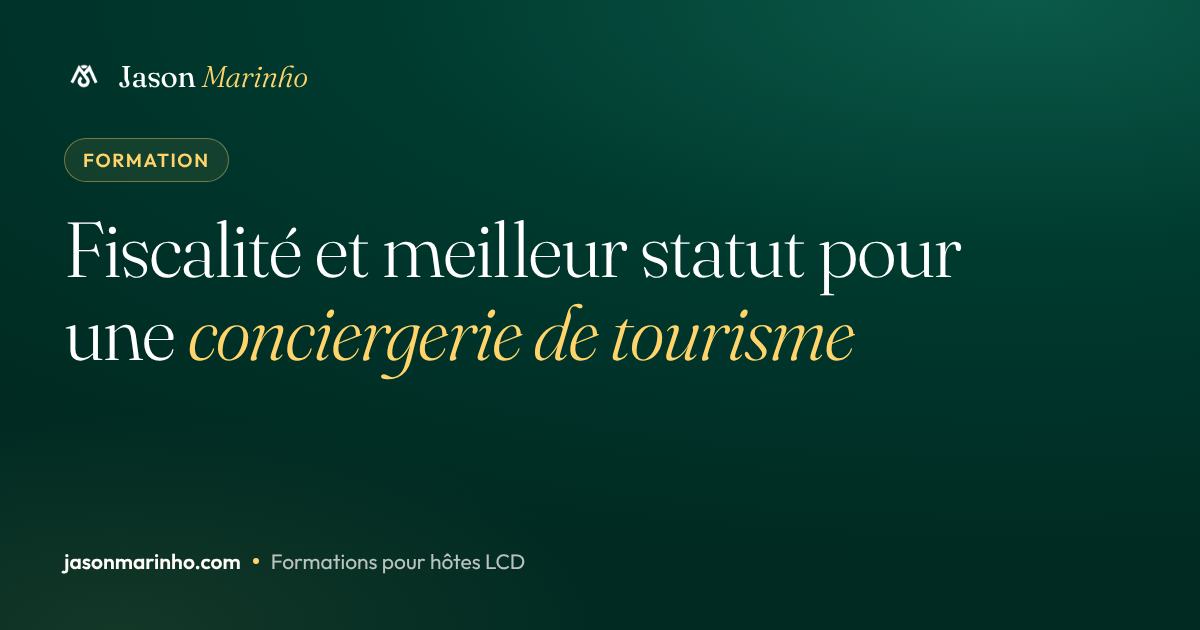 Jason Marinho
FORMATION
Fiscalité et meilleur statut pour
une conciergerie de tourisme
jasonmarinho.com • Formations pour hôtes LCD